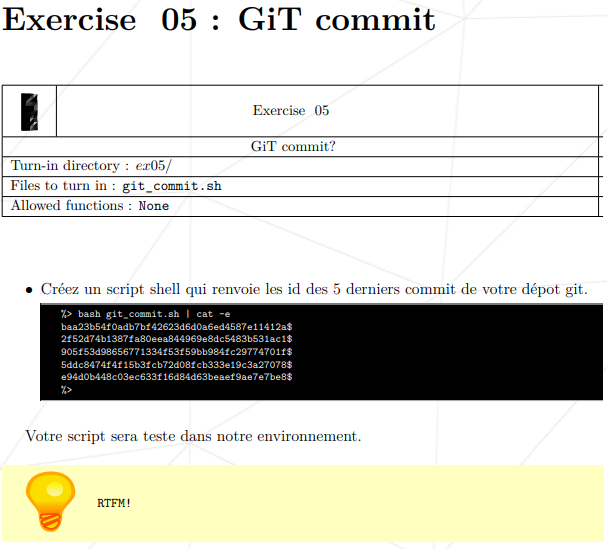 Exercise 05 : GiT commit
Exercise 05
GiT commit?
Turn-in directory : ex05/
Files to turn in : git_commit.sh
Allowed functions : None
• Créez un script shell qui renvoie les id des 5 derniers commit de votre dépot git.
%> bash git_commit.sh | cat -e
baa23b54f0adb7bf42623d6d0a6ed4587e11412a$
2f52d74b1387fa80eea844969e8dc5483b531ac1$
905f53d98656771334f53f59bb984fc29774701f$
5ddc8474f4f15b3fcb72d08fcb333e19c3a27078$
e94d0b448c03ec633f16d84d63beaef9ae7e7be8$
%>
Votre script sera teste dans notre environnement.
RTFM!